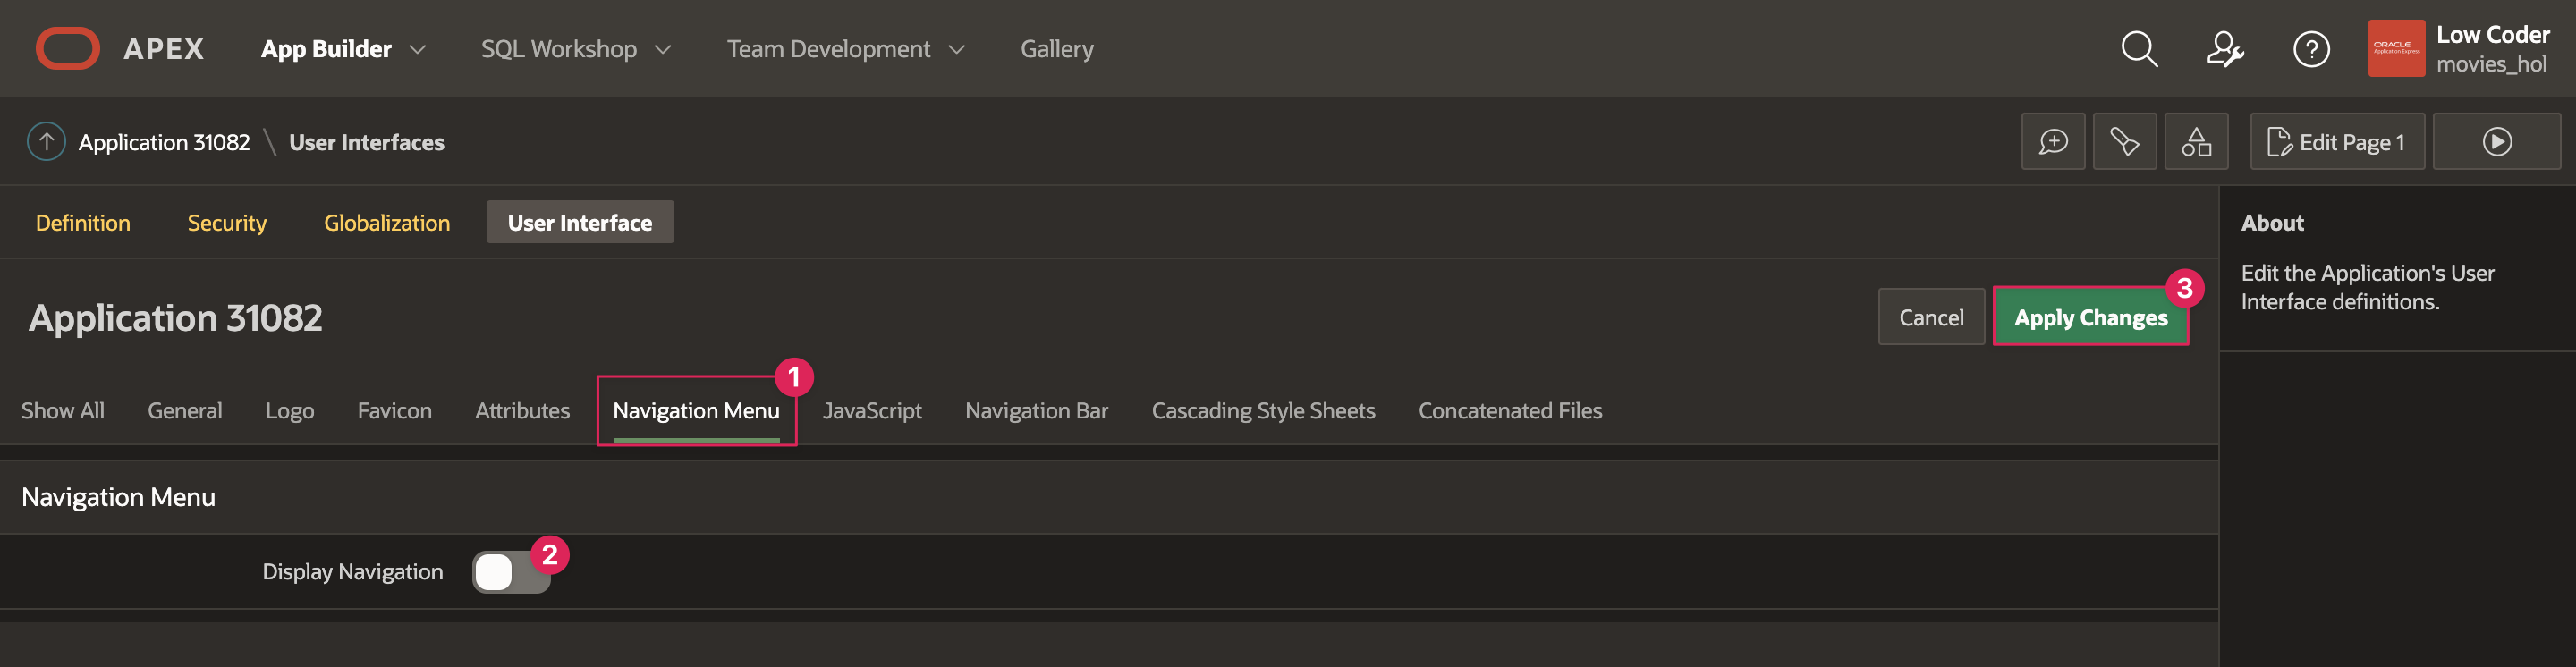 APEX App Builder SQL Workshop Team Development Gallery
ORACLE
Application Express
Low Coder
movies_hol
Application 31082 \ User Interfaces
Edit Page 1
Definition Security Globalization User Interface
About
Edit the Application's User
Interface definitions.
Application 31082
Cancel Apply Changes 3
Show All General Logo Favicon Attributes Navigation Menu 1 JavaScript Navigation Bar Cascading Style Sheets Concatenated Files
Navigation Menu
Display Navigation 2